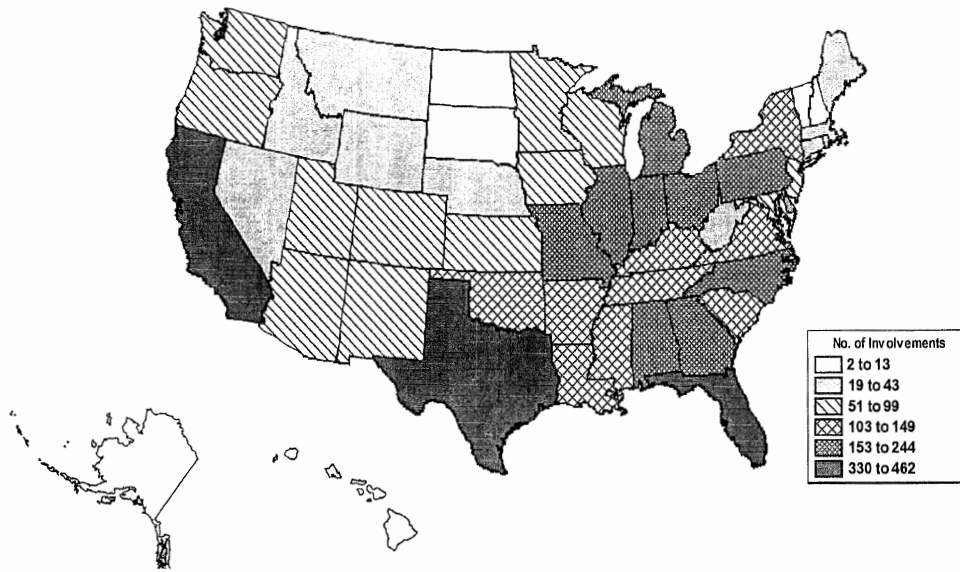 No. of Involvements
2 to 13
19 to 43
51 to 99
103 to 149
153 to 244
330 to 462